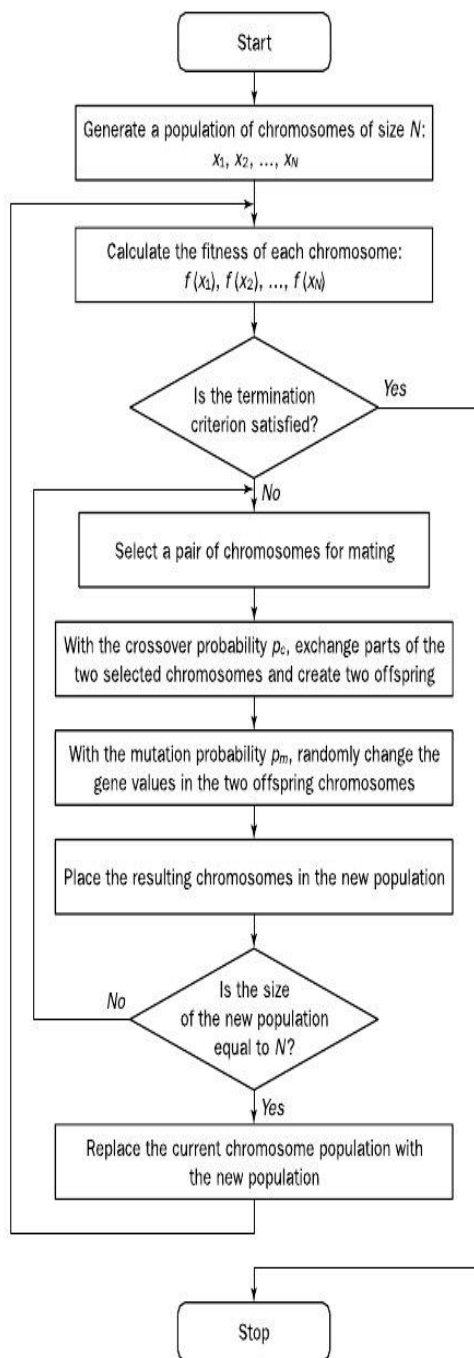 Start
Generate a population of chromosomes of size N:
x₁, x₂, ..., x_N
Calculate the fitness of each chromosome:
f (x₁), f (x₂), ..., f (x_N)
Is the termination
criterion satisfied?
Yes
No
Select a pair of chromosomes for mating
With the crossover probability p_c, exchange parts of the
two selected chromosomes and create two offspring
With the mutation probability p_m, randomly change the
gene values in the two offspring chromosomes
Place the resulting chromosomes in the new population
No
Is the size
of the new population
equal to N?
Yes
Replace the current chromosome population with
the new population
Stop